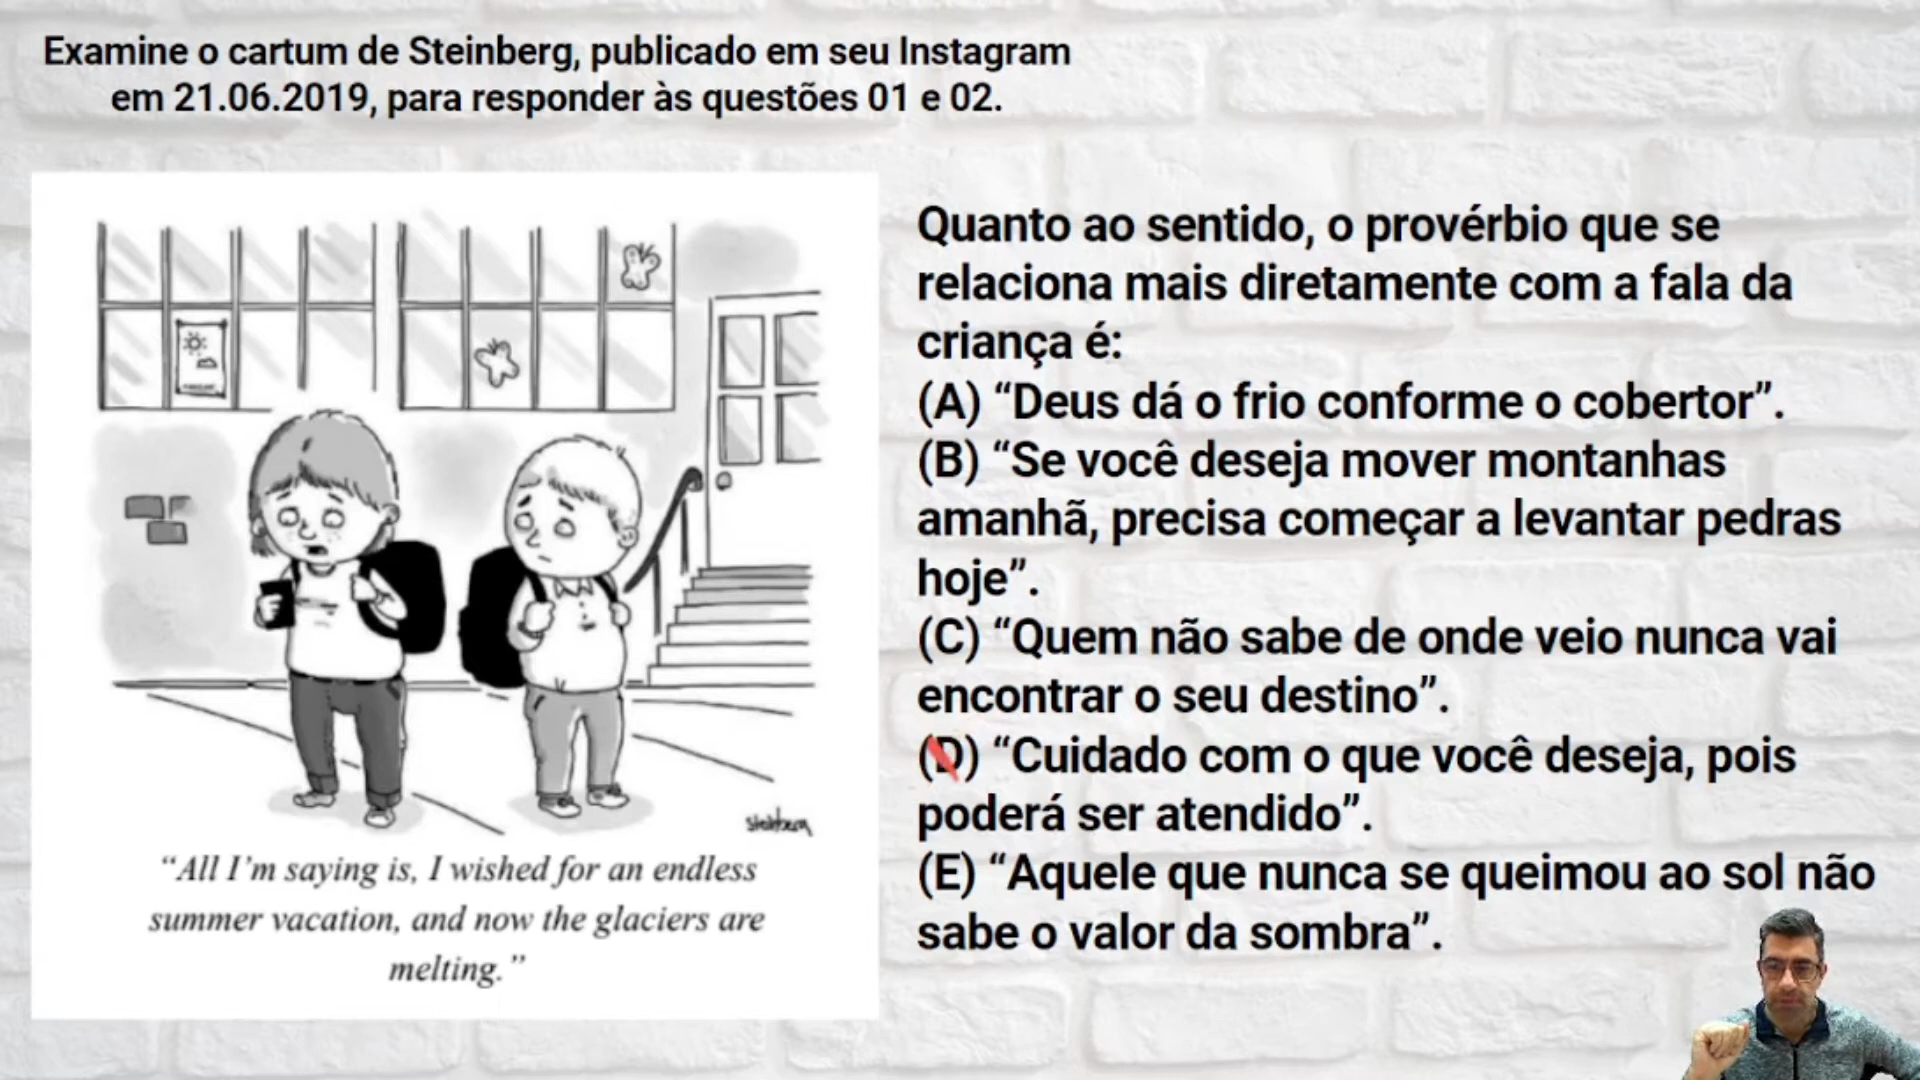 Examine o cartum de Steinberg, publicado em seu Instagram
em 21.06.2019, para responder às questões 01 e 02.
Steinberg
“All I’m saying is, I wished for an endless
summer vacation, and now the glaciers are
melting.”
Quanto ao sentido, o provérbio que se
relaciona mais diretamente com a fala da
criança é:
(A) “Deus dá o frio conforme o cobertor”.
(B) “Se você deseja mover montanhas
amanhã, precisa começar a levantar pedras
hoje”.
(C) “Quem não sabe de onde veio nunca vai
encontrar o seu destino”.
(D) “Cuidado com o que você deseja, pois
poderá ser atendido”.
(E) “Aquele que nunca se queimou ao sol não
sabe o valor da sombra”.